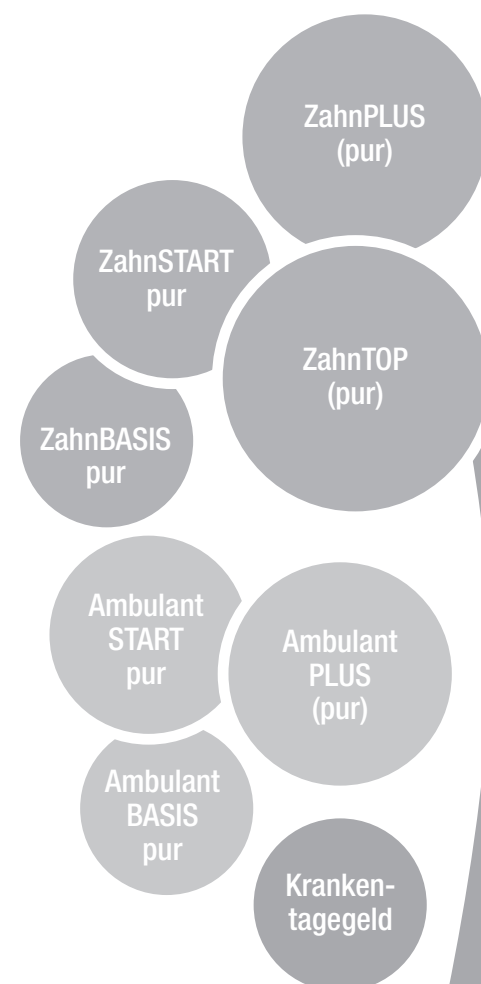 ZahnPLUS
(pur)
ZahnSTART
pur
ZahnTOP
(pur)
ZahnBASIS
pur
Ambulant
START
pur
Ambulant
PLUS
(pur)
Ambulant
BASIS
pur
Kranken-
tagegeld